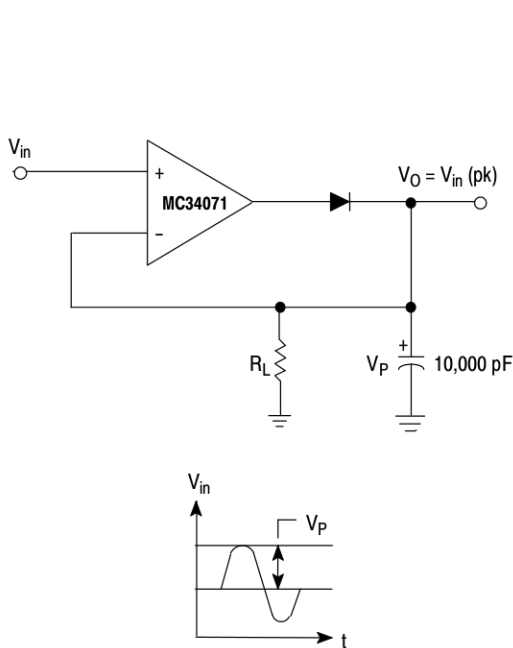 Vin
VO = Vin (pk)
+
MC34071
−
RL
+
VP
10,000 pF
Vin
VP
t